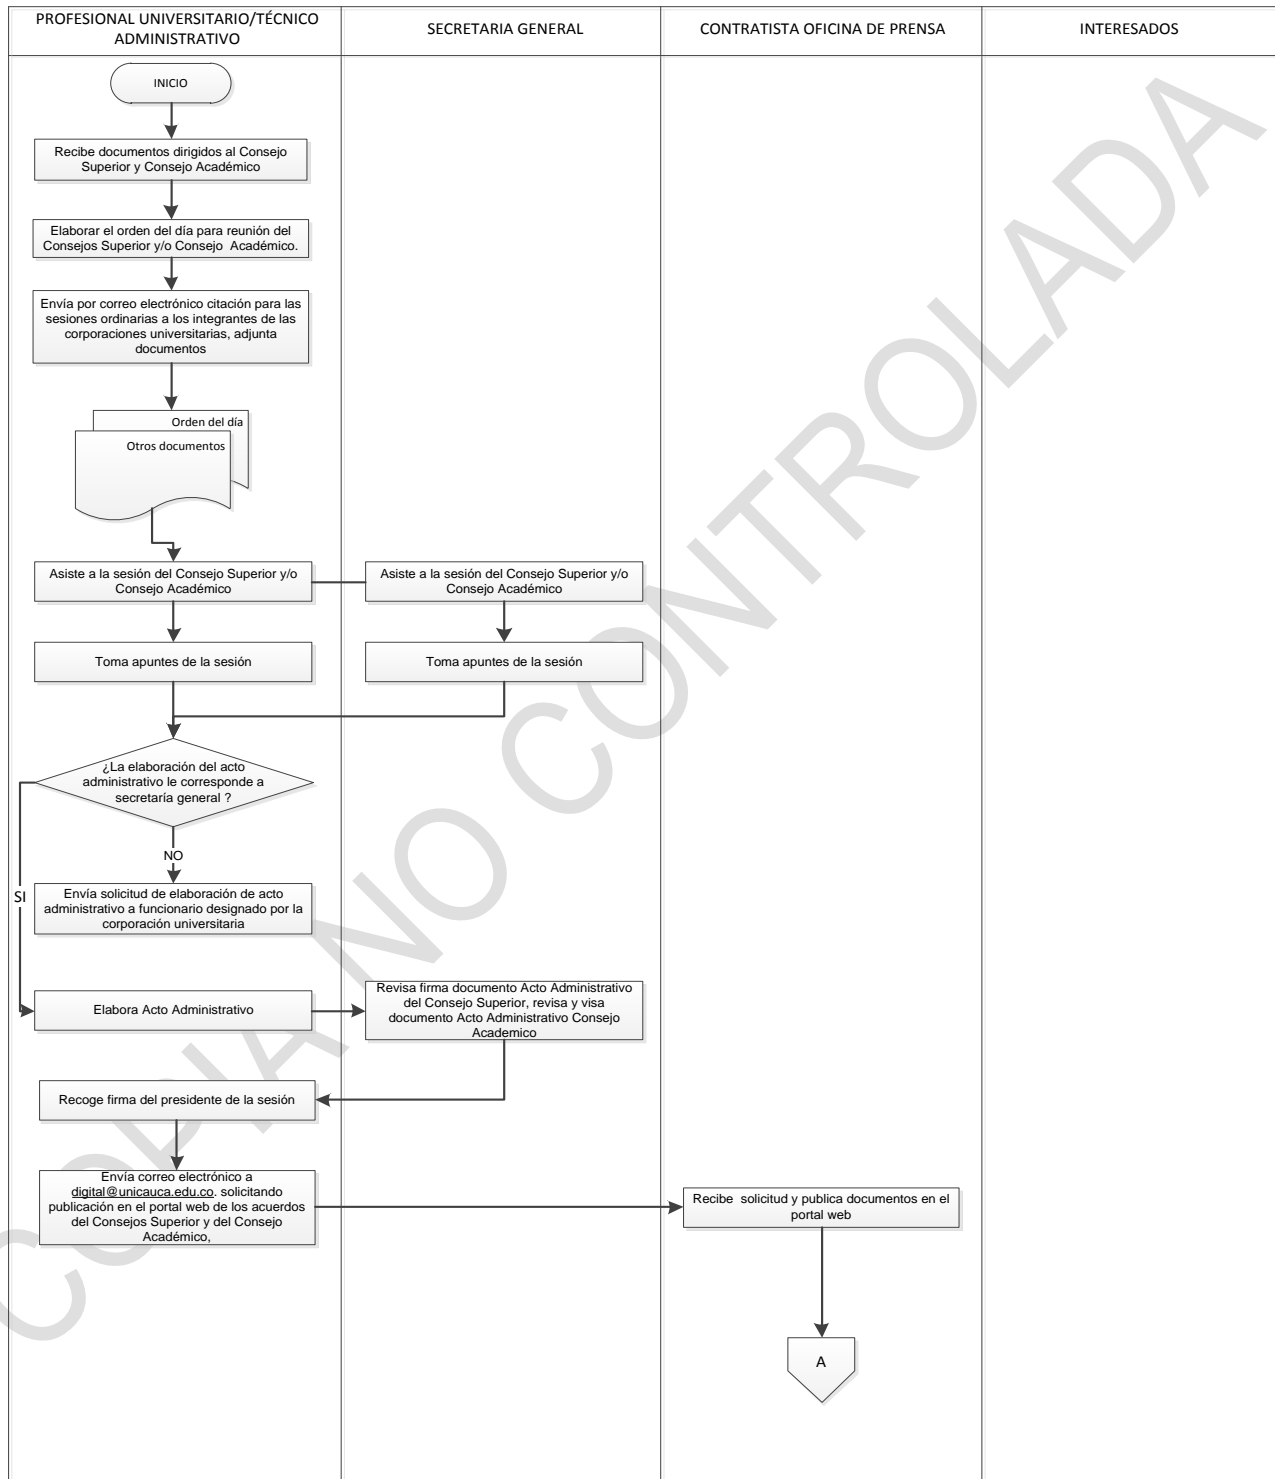 PROFESIONAL UNIVERSITARIO/TÉCNICO
ADMINISTRATIVO
SECRETARIA GENERAL
CONTRATISTA OFICINA DE PRENSA
INTERESADOS
INICIO
Recibe documentos dirigidos al Consejo
Superior y Consejo Académico
Elaborar el orden del día para reunión del
Consejos Superior y/o Consejo Académico.
Envía por correo electrónico citación para las
sesiones ordinarias a los integrantes de las
corporaciones universitarias, adjunta
documentos
Orden del día
Otros documentos
Asiste a la sesión del Consejo Superior y/o
Consejo Académico
Asiste a la sesión del Consejo Superior y/o
Consejo Académico
Toma apuntes de la sesión
Toma apuntes de la sesión
¿La elaboración del acto
administrativo le corresponde a
secretaría general ?
NO
SI
Envía solicitud de elaboración de acto
administrativo a funcionario designado por la
corporación universitaria
Elabora Acto Administrativo
Revisa firma documento Acto Administrativo
del Consejo Superior, revisa y visa
documento Acto Administrativo Consejo
Academico
Recoge firma del presidente de la sesión
Envía correo electrónico a
digital@unicauca.edu.co. solicitando
publicación en el portal web de los acuerdos
del Consejos Superior y del Consejo
Académico,
Recibe solicitud y publica documentos en el
portal web
A
COPIA NO CONTROLADA